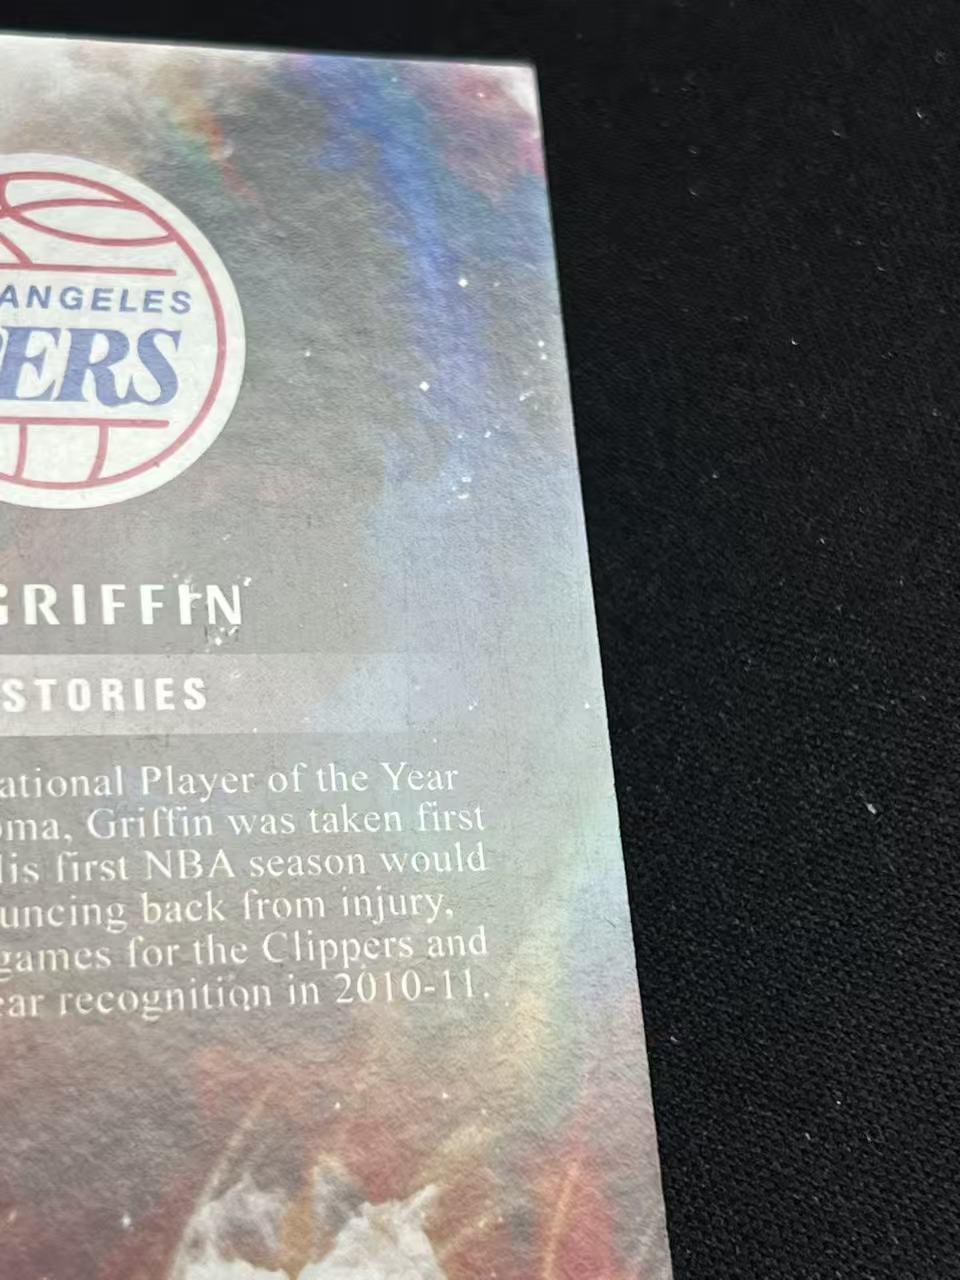 ANGELES
ERS
GRIFFIN
STORIES
ational Player of the Year
oma, Griffin was taken first
His first NBA season would
uncing back from injury,
games for the Clippers and
ear recognition in 2010-11.